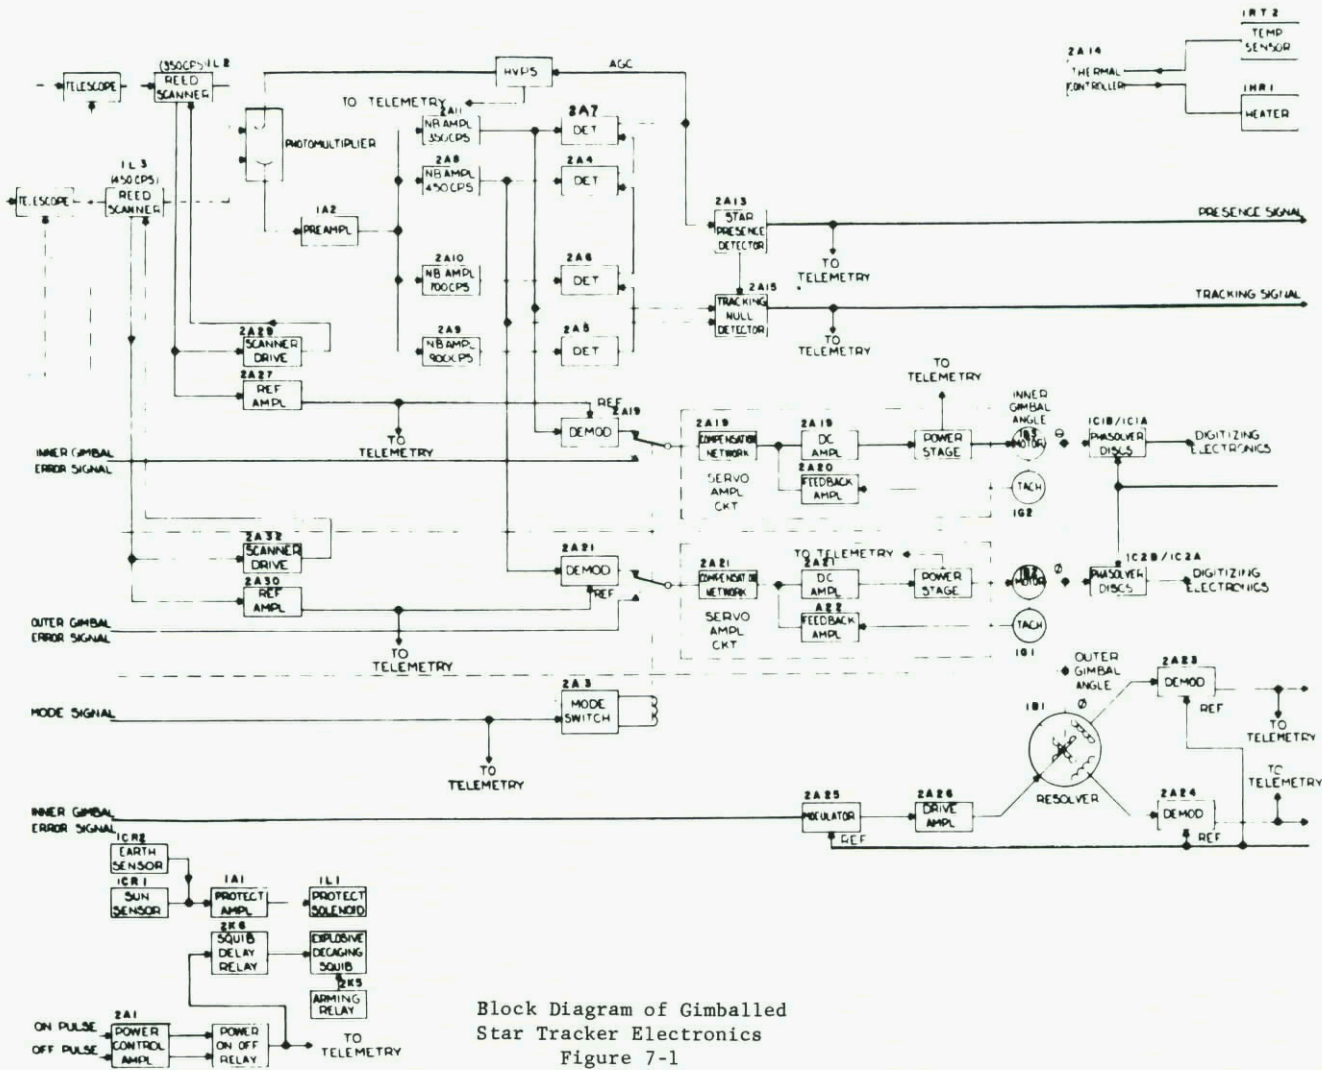 1RT2
TEMP
SENSOR
2A14
THERMAL
CONTROLLER
1HR1
HEATER
(350CPS) 1L2
TELESCOPE
REED
SCANNER
HVPS
AGC
TO TELEMETRY
PHOTOMULTIPLIER
2A11
NB AMPL
350CPS
2A7
DET
1L3
(450CPS)
TELESCOPE
REED
SCANNER
2A8
NB AMPL
450CPS
2A4
DET
1A2
PREAMPL
2A10
NB AMPL
700CPS
2A6
DET
2A9
NB AMPL
900CPS
2A5
DET
2A13
STAR
PRESENCE
DETECTOR
PRESENCE SIGNAL
TO
TELEMETRY
2A15
TRACKING
NULL
DETECTOR
TRACKING SIGNAL
TO
TELEMETRY
2A29
SCANNER
DRIVE
2A27
REF
AMPL
TO
TELEMETRY
REF
2A19
DEMOD
INNER GIMBAL
ERROR SIGNAL
2A19
COMPENSATION
NETWORK
SERVO
AMPL
CKT
2A19
DC
AMPL
2A20
FEEDBACK
AMPL
TO
TELEMETRY
POWER
STAGE
INNER
GIMBAL
ANGLE
1B3 Θ
MOTOR
TACH
1G2
1C1B/1C1A
PHASOLVER
DISCS
DIGITIZING
ELECTRONICS
2A32
SCANNER
DRIVE
2A30
REF
AMPL
TO
TELEMETRY
2A21
DEMOD
REF
OUTER GIMBAL
ERROR SIGNAL
2A21
COMPENSATION
NETWORK
SERVO
AMPL
CKT
TO TELEMETRY
2A21
DC
AMPL
A22
FEEDBACK
AMPL
POWER
STAGE
1B2 Ø
MOTOR
TACH
1G1
1C2B/1C2A
PHASOLVER
DISCS
DIGITIZING
ELECTRONICS
MODE SIGNAL
2A3
MODE
SWITCH
TO
TELEMETRY
OUTER
GIMBAL
ANGLE
Ø
1B1
RESOLVER
2A23
DEMOD
REF
TO
TELEMETRY
TO
TELEMETRY
2A24
DEMOD
REF
INNER GIMBAL
ERROR SIGNAL
2A25
MODULATOR
REF
2A26
DRIVE
AMPL
1CR2
EARTH
SENSOR
1CR1
SUN
SENSOR
1A1
PROTECT
AMPL
1L1
PROTECT
SOLENOID
2K6
SQUIB
DELAY
RELAY
EXPLOSIVE
DECAGING
SQUIB
2K5
ARMING
RELAY
ON PULSE
OFF PULSE
2A1
POWER
CONTROL
AMPL
POWER
ON OFF
RELAY
TO
TELEMETRY
Block Diagram of Gimballed
Star Tracker Electronics
Figure 7-1